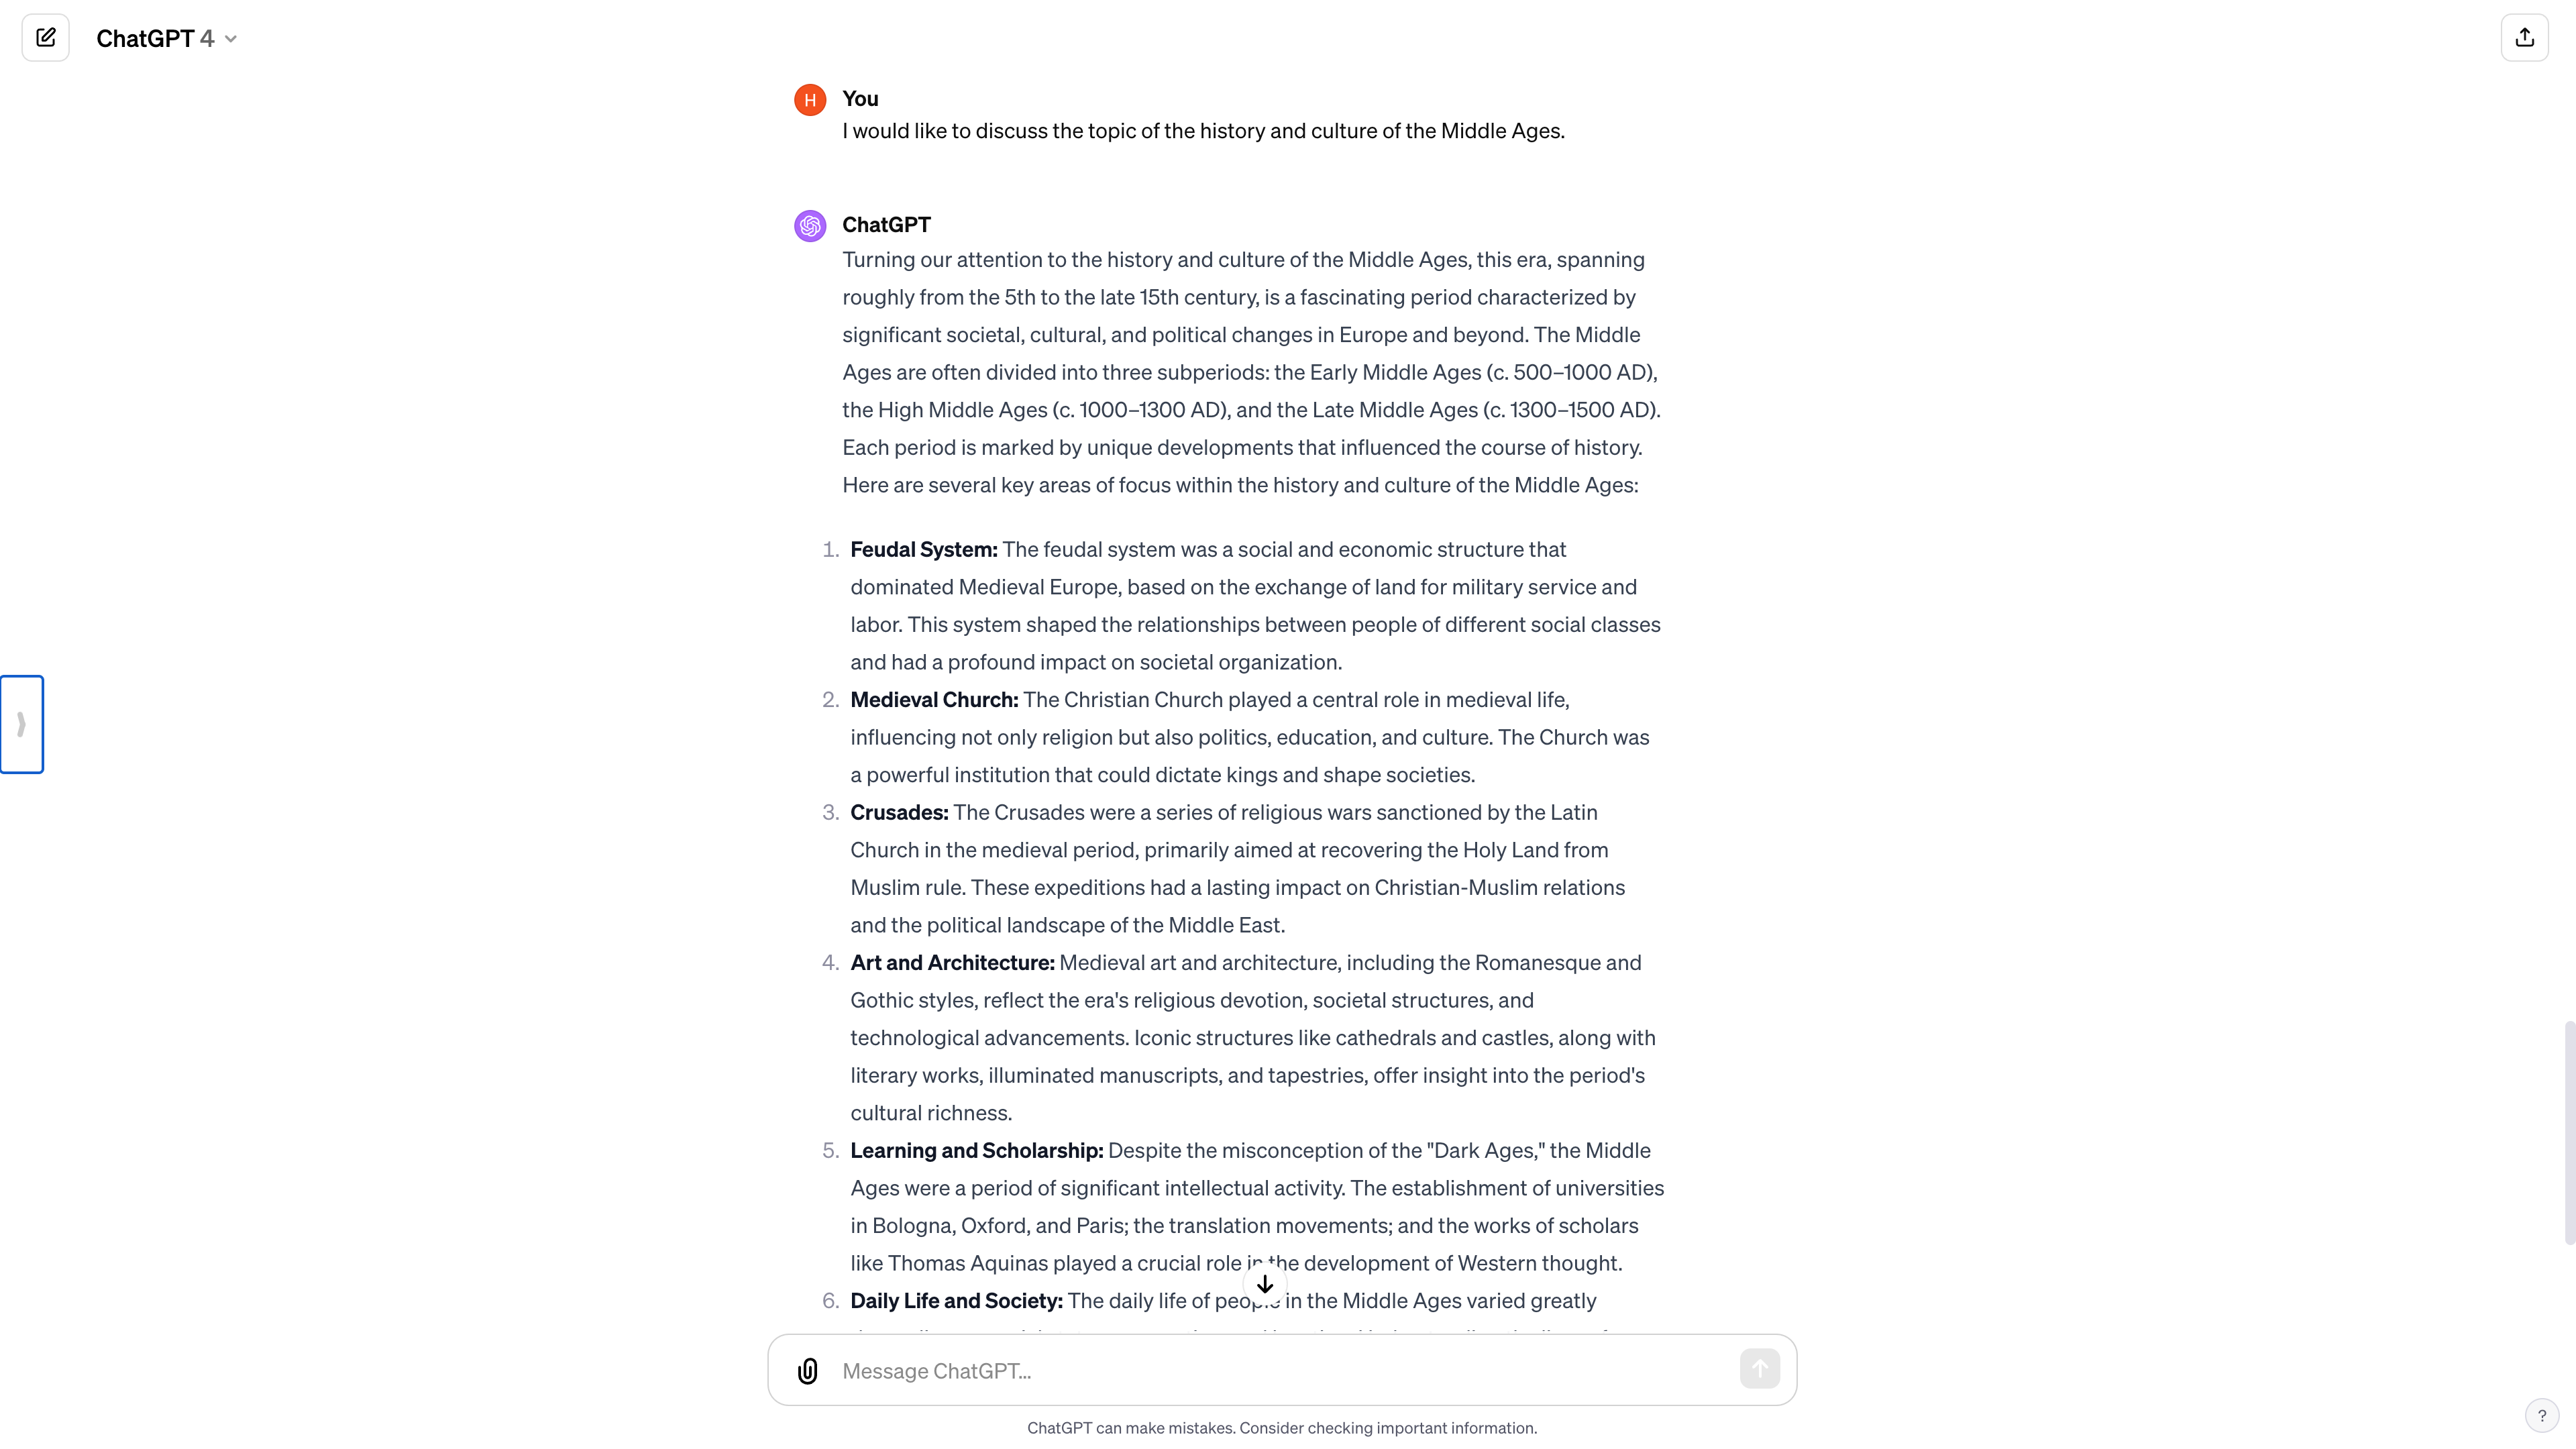 ChatGPT 4
H
You
I would like to discuss the topic of the history and culture of the Middle Ages.
ChatGPT
Turning our attention to the history and culture of the Middle Ages, this era, spanning
roughly from the 5th to the late 15th century, is a fascinating period characterized by
significant societal, cultural, and political changes in Europe and beyond. The Middle
Ages are often divided into three subperiods: the Early Middle Ages (c. 500–1000 AD),
the High Middle Ages (c. 1000–1300 AD), and the Late Middle Ages (c. 1300–1500 AD).
Each period is marked by unique developments that influenced the course of history.
Here are several key areas of focus within the history and culture of the Middle Ages:
1. Feudal System: The feudal system was a social and economic structure that
dominated Medieval Europe, based on the exchange of land for military service and
labor. This system shaped the relationships between people of different social classes
and had a profound impact on societal organization.
2. Medieval Church: The Christian Church played a central role in medieval life,
influencing not only religion but also politics, education, and culture. The Church was
a powerful institution that could dictate kings and shape societies.
3. Crusades: The Crusades were a series of religious wars sanctioned by the Latin
Church in the medieval period, primarily aimed at recovering the Holy Land from
Muslim rule. These expeditions had a lasting impact on Christian-Muslim relations
and the political landscape of the Middle East.
4. Art and Architecture: Medieval art and architecture, including the Romanesque and
Gothic styles, reflect the era's religious devotion, societal structures, and
technological advancements. Iconic structures like cathedrals and castles, along with
literary works, illuminated manuscripts, and tapestries, offer insight into the period's
cultural richness.
5. Learning and Scholarship: Despite the misconception of the "Dark Ages," the Middle
Ages were a period of significant intellectual activity. The establishment of universities
in Bologna, Oxford, and Paris; the translation movements; and the works of scholars
like Thomas Aquinas played a crucial role in the development of Western thought.
6. Daily Life and Society: The daily life of people in the Middle Ages varied greatly
Message ChatGPT...
ChatGPT can make mistakes. Consider checking important information.
?